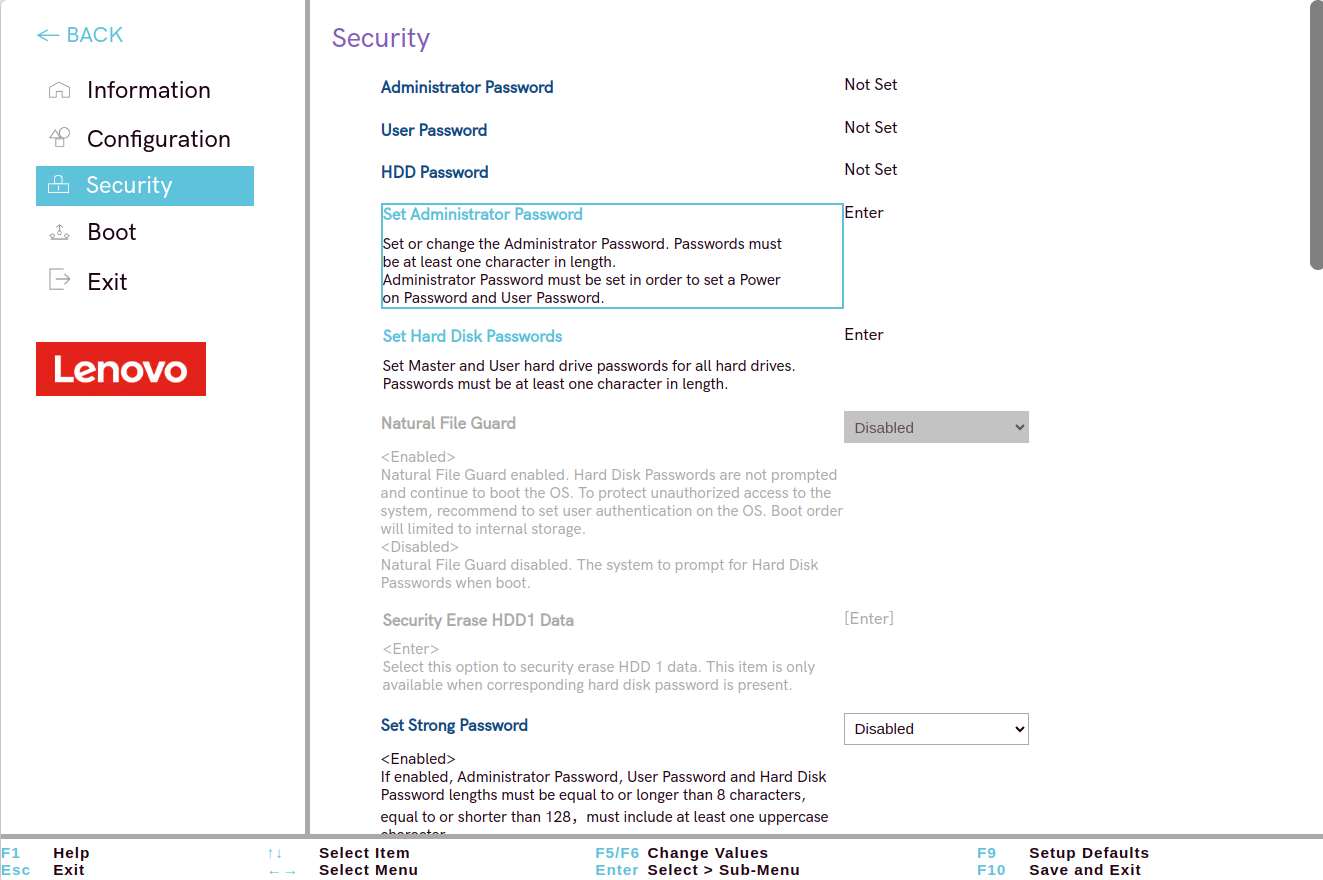 ← BACK
Information
Configuration
Security
Boot
Exit
Lenovo
Security
Administrator Password Not Set
User Password Not Set
HDD Password Not Set
Set Administrator Password Enter
Set or change the Administrator Password. Passwords must
be at least one character in length.
Administrator Password must be set in order to set a Power
on Password and User Password.
Set Hard Disk Passwords Enter
Set Master and User hard drive passwords for all hard drives.
Passwords must be at least one character in length.
Natural File Guard Disabled
<Enabled>
Natural File Guard enabled. Hard Disk Passwords are not prompted
and continue to boot the OS. To protect unauthorized access to the
system, recommend to set user authentication on the OS. Boot order
will limited to internal storage.
<Disabled>
Natural File Guard disabled. The system to prompt for Hard Disk
Passwords when boot.
Security Erase HDD1 Data [Enter]
<Enter>
Select this option to security erase HDD 1 data. This item is only
available when corresponding hard disk password is present.
Set Strong Password Disabled
<Enabled>
If enabled, Administrator Password, User Password and Hard Disk
Password lengths must be equal to or longer than 8 characters,
equal to or shorter than 128，must include at least one uppercase
character
F1 Help ↑↓ Select Item F5/F6 Change Values F9 Setup Defaults
Esc Exit ←→ Select Menu Enter Select > Sub-Menu F10 Save and Exit